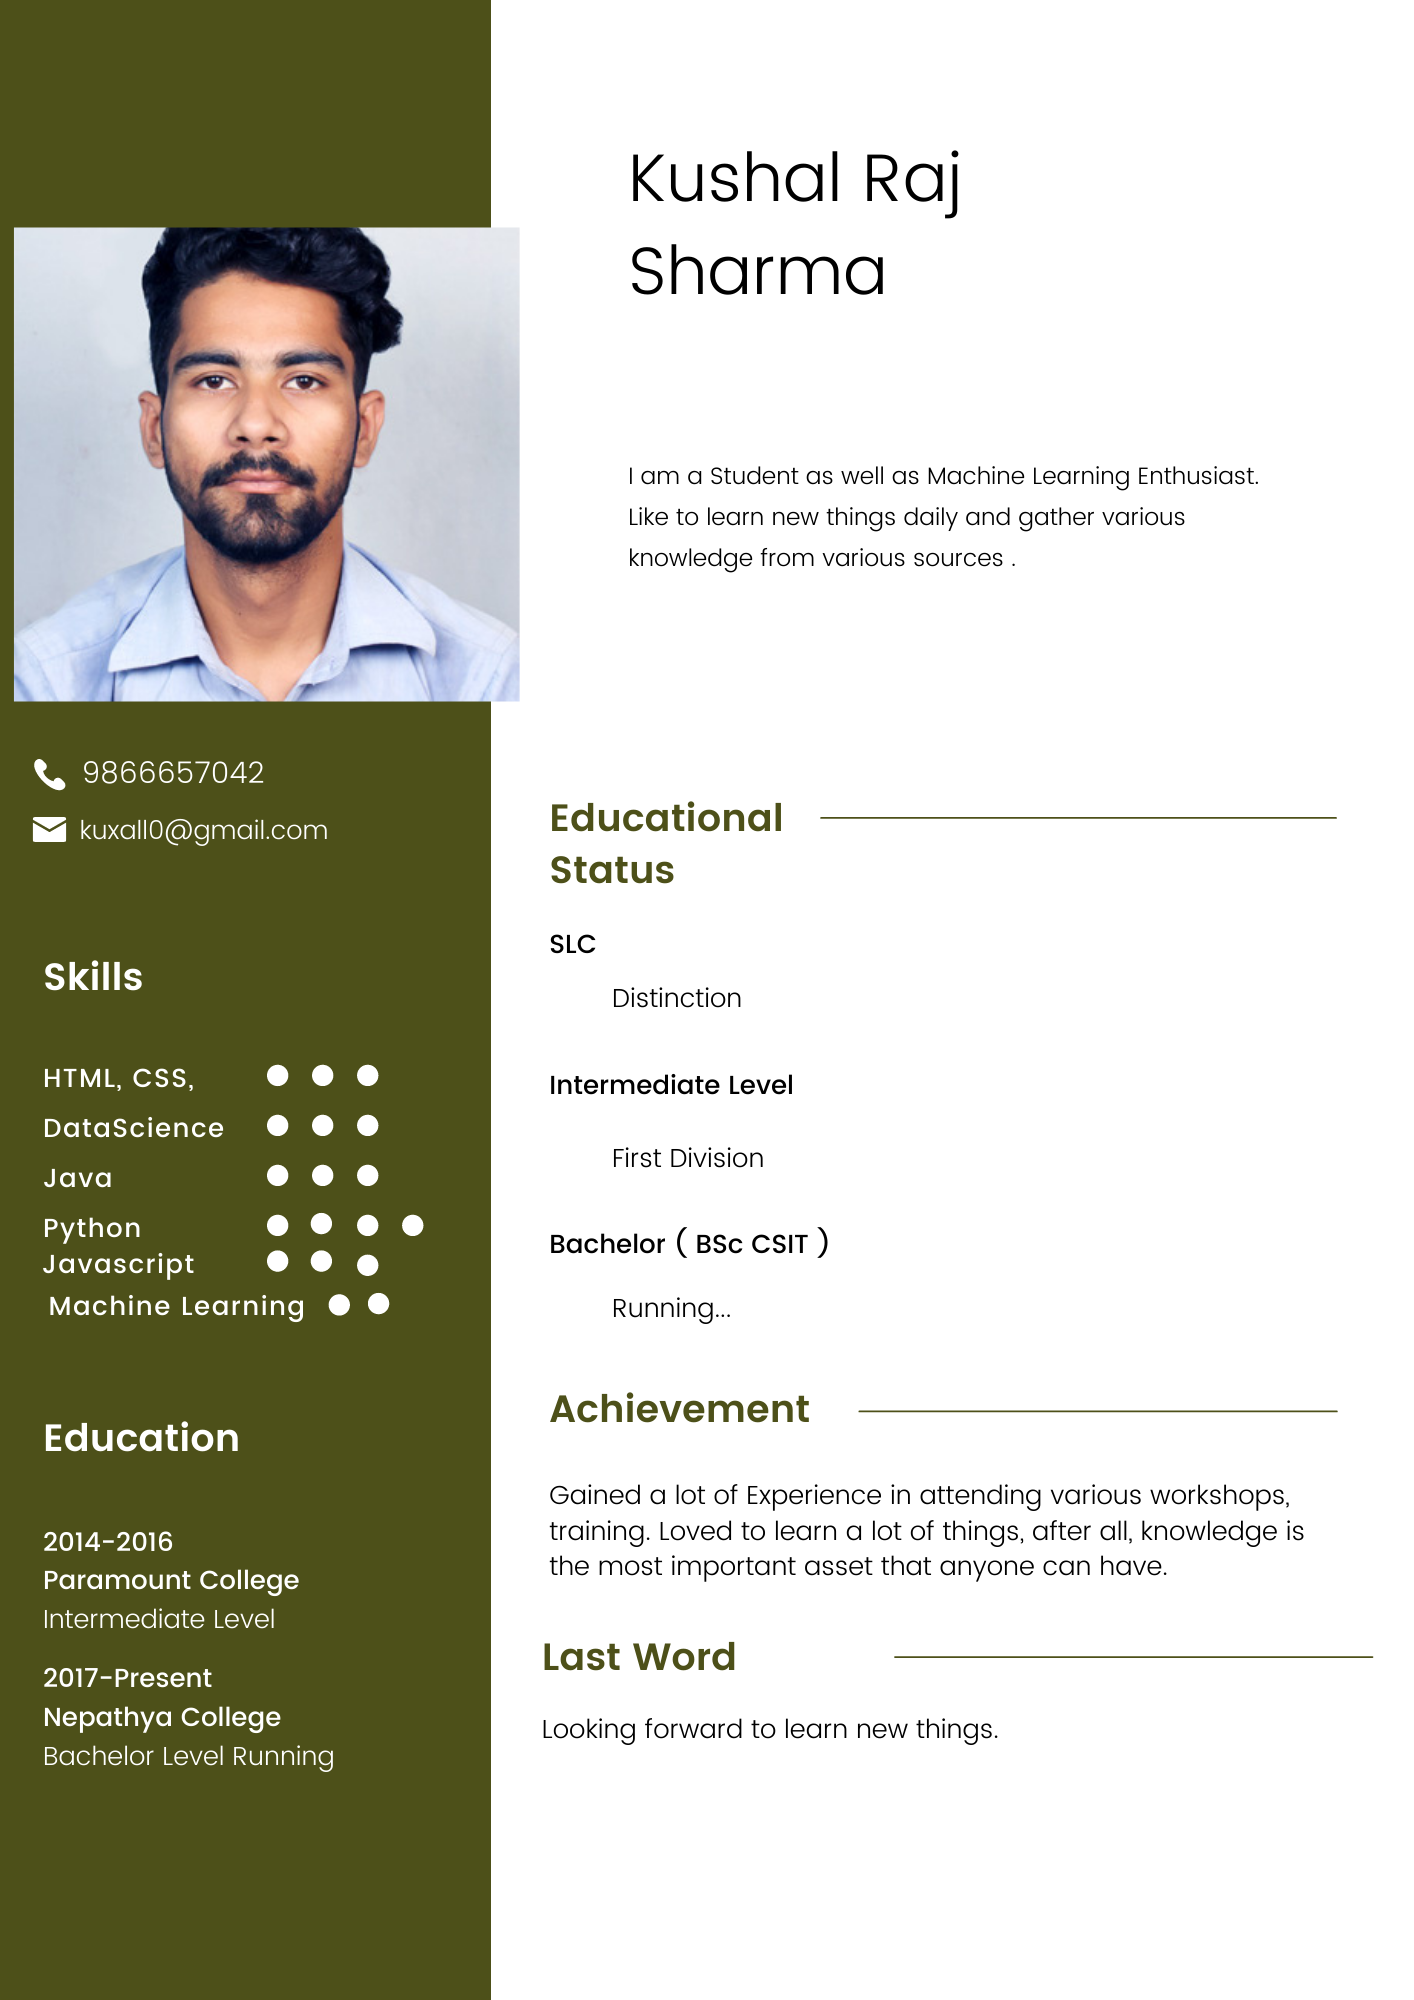 Kushal Raj
Sharma
I am a Student as well as Machine Learning Enthusiast.
Like to learn new things daily and gather various
knowledge from various sources .
9866657042
kuxall0@gmail.com
Skills
HTML, CSS,
DataScience
Java
Python
Javascript
Machine Learning
Education
2014-2016
Paramount College
Intermediate Level
2017-Present
Nepathya College
Bachelor Level Running
Educational
Status
SLC
Distinction
Intermediate Level
First Division
Bachelor ( BSc CSIT )
Running...
Achievement
Gained a lot of Experience in attending various workshops,
training. Loved to learn a lot of things, after all, knowledge is
the most important asset that anyone can have.
Last Word
Looking forward to learn new things.